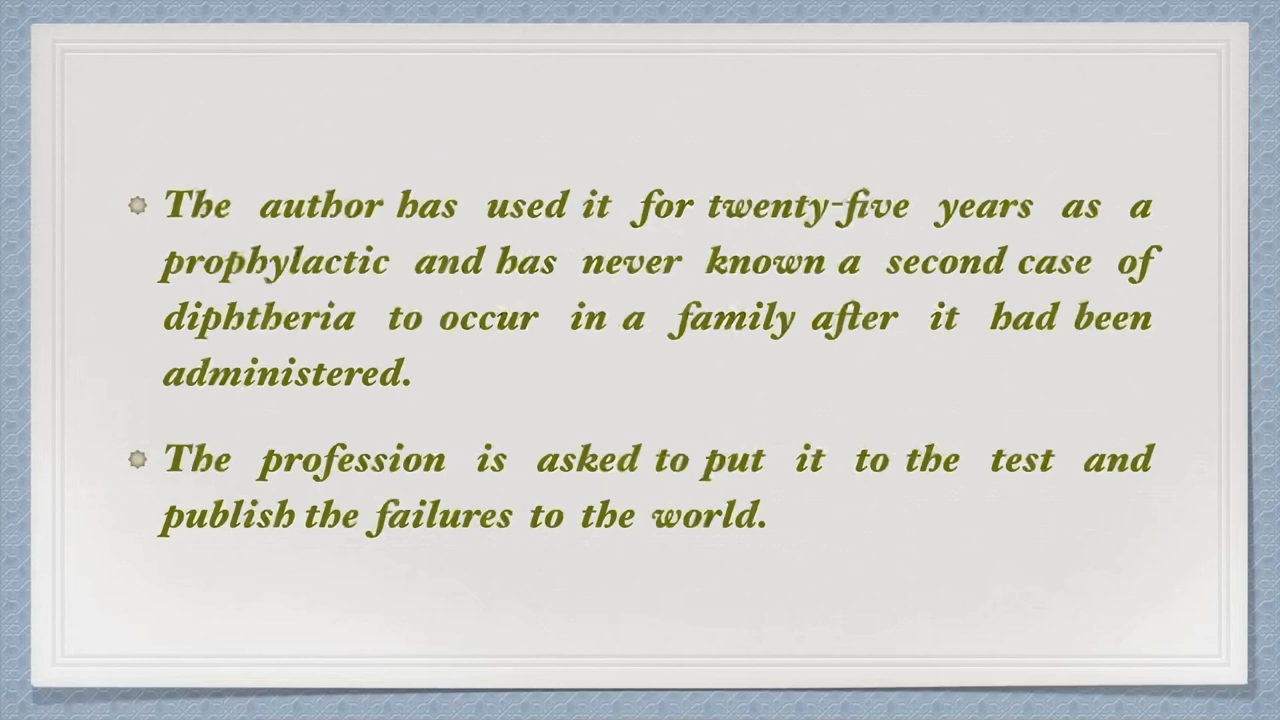 The author has used it for twenty-five years as a
prophylactic and has never known a second case of
diphtheria to occur in a family after it had been
administered.
The profession is asked to put it to the test and
publish the failures to the world.